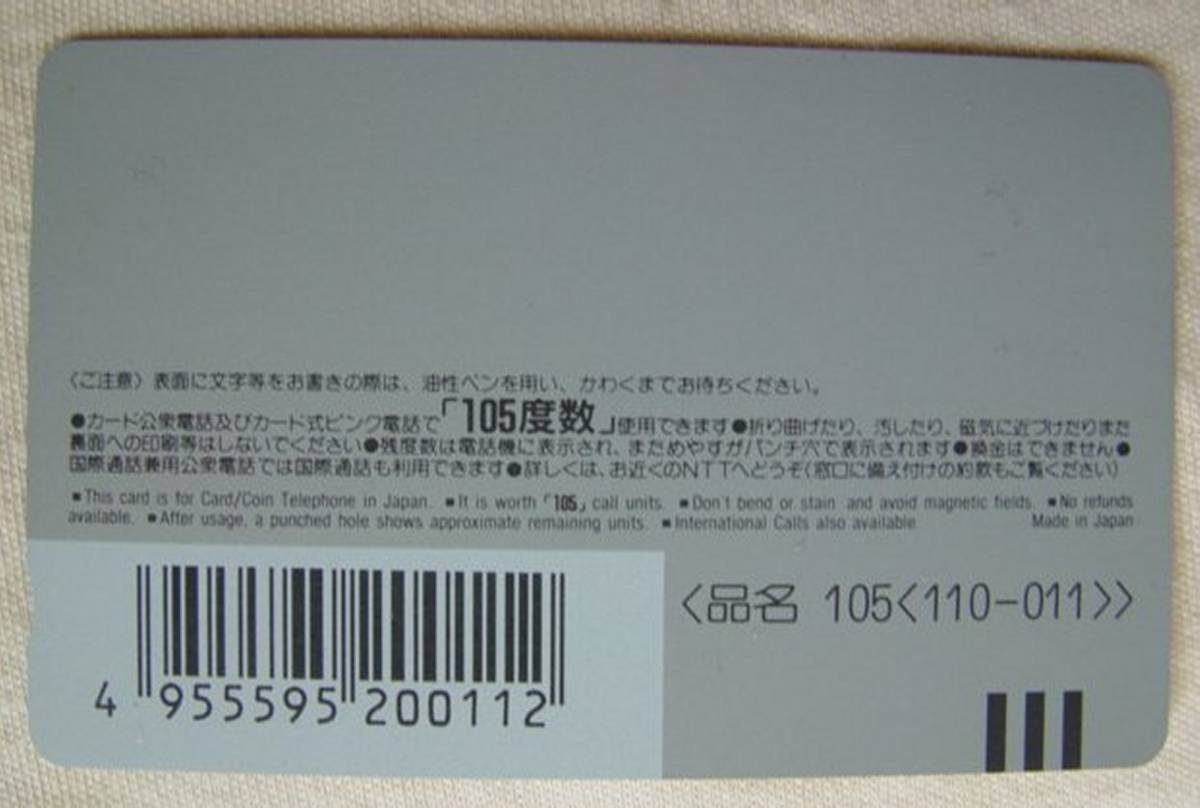 〈ご注意〉表面に文字等をお書きの際は、油性ペンを用い、かわくまでお待ちください。
●カード公衆電話及びカード式ピンク電話で「105度数」使用できます●折り曲げたり、汚したり、磁気に近づけたりまた
裏面への印刷等はしないでください●残度数は電話機に表示され、まためやすがパンチ穴で表示されます●換金はできません●
国際通話兼用公衆電話では国際通話も利用できます●詳しくは、お近くのNTTへどうぞ(窓口に備え付けの約款もご覧ください)
■This card is for Card/Coin Telephone in Japan. ■It is worth「105」call units. ■Don't bend or stain and avoid magnetic fields. ■No refunds
available. ■After usage, a punched hole shows approximate remaining units. ■International Calls also available. Made in Japan
〈品名 105〈110-011〉〉
4 955595 200112